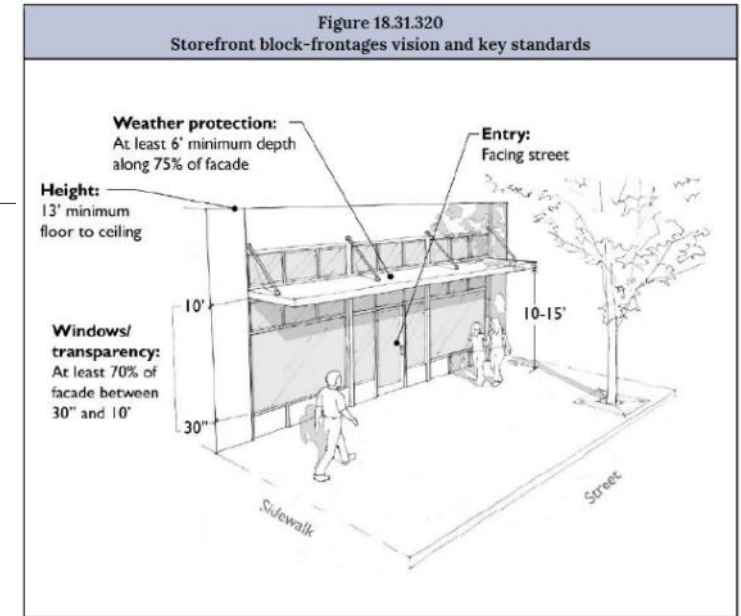 Figure 18.31.320
Storefront block-frontages vision and key standards
Weather protection:
At least 6' minimum depth
along 75% of facade
Entry:
Facing street
Height:
13' minimum
floor to ceiling
10'
10-15'
Windows/
transparency:
At least 70% of
facade between
30" and 10'
30"
Sidewalk
Street